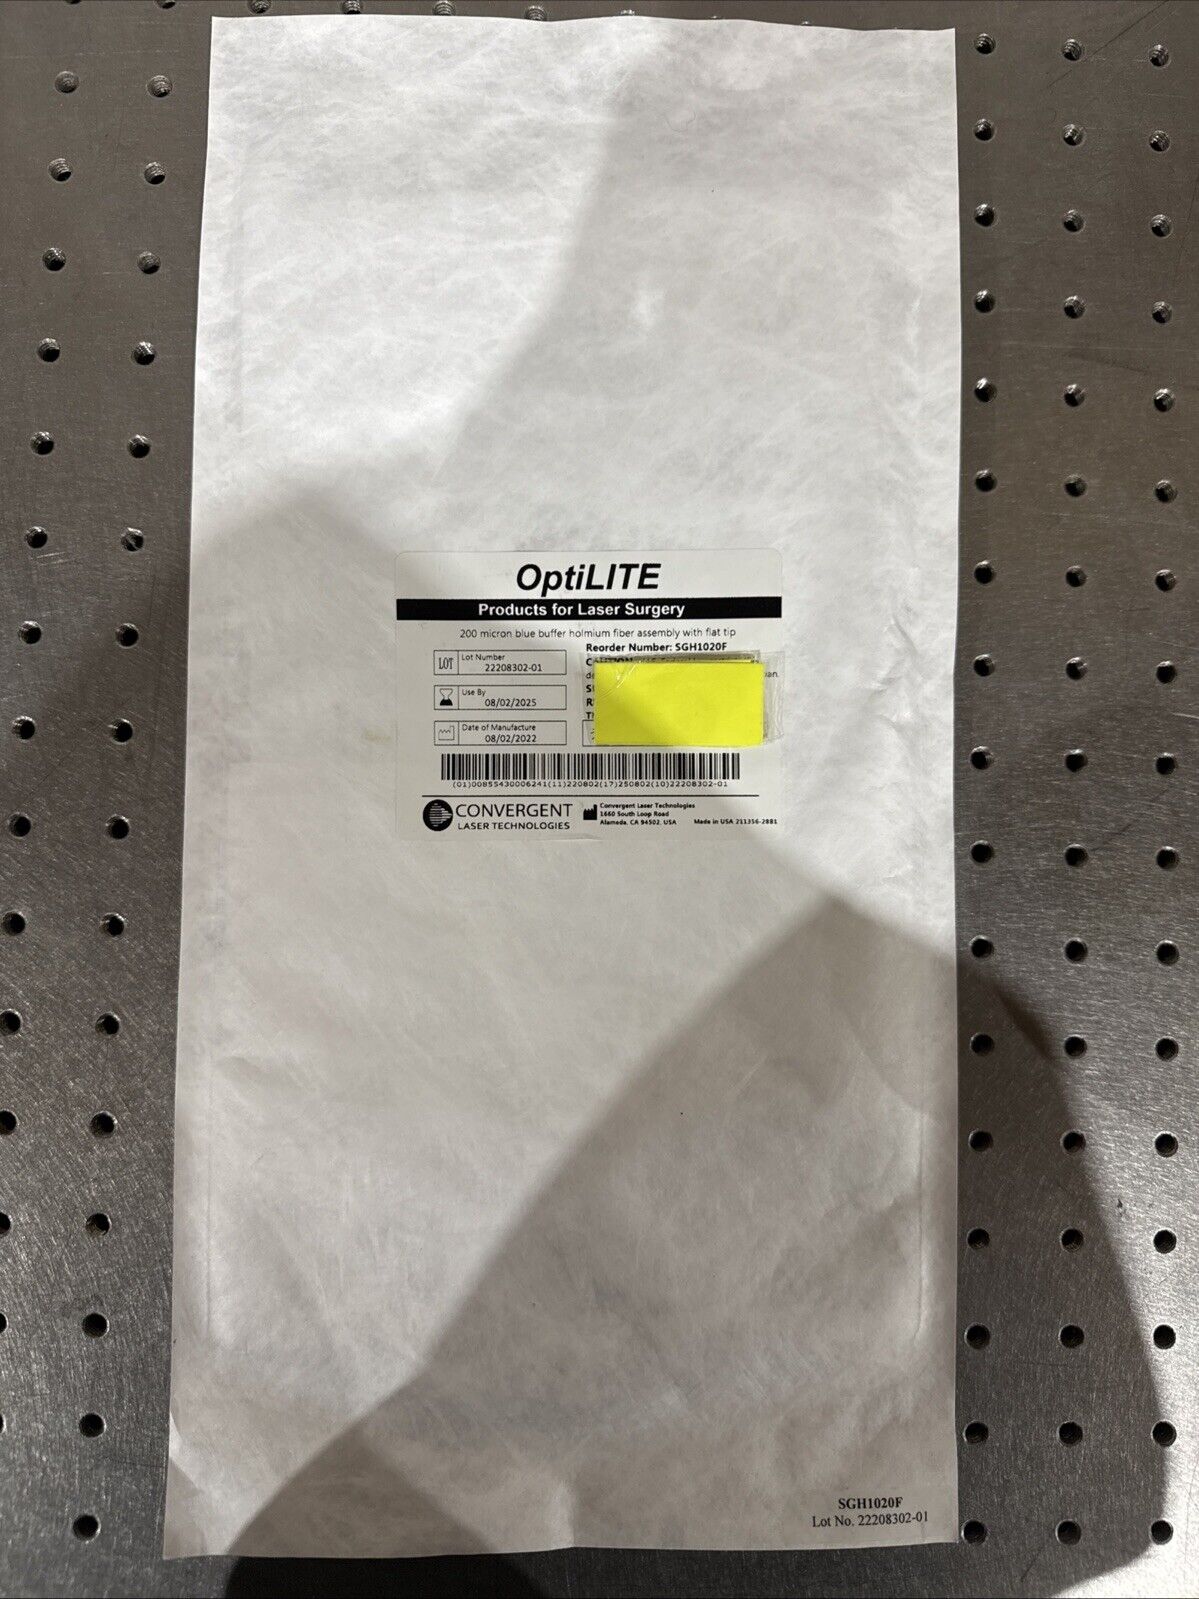 OptiLITE
Products for Laser Surgery
200 micron blue buffer holmium fiber assembly with flat tip
Reorder Number: SGH1020F
LOT
Lot Number
22208302-01
Use By
08/02/2025
Date of Manufacture
08/02/2022
(01)00855430006241(11)220802(17)250802(10)22208302-01
CONVERGENT
LASER TECHNOLOGIES
Convergent Laser Technologies
1660 South Loop Road
Alameda, CA 94502, USA
Made in USA 211356-2881
SGH1020F
Lot No. 22208302-01